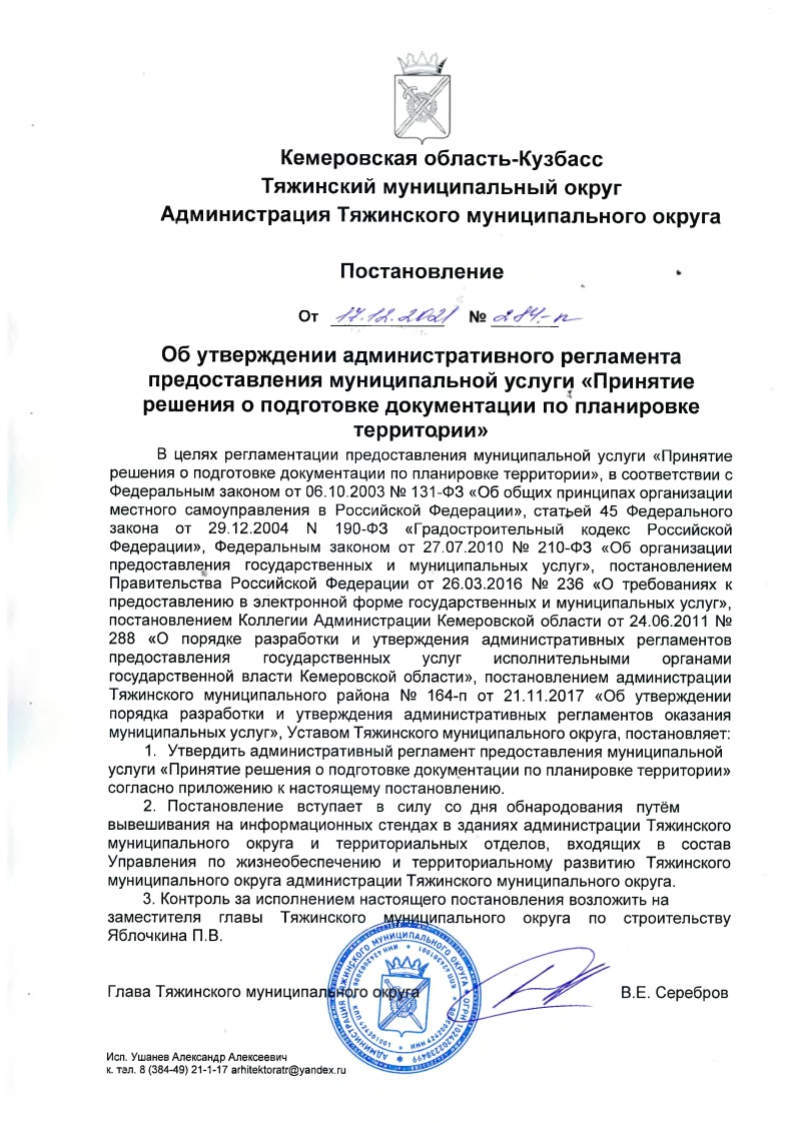 Кемеровская область-Кузбасс
Тяжинский муниципальный округ
Администрация Тяжинского муниципального округа
Постановление
От 17.12.2021 № 284-п
Об утверждении административного регламента
предоставления муниципальной услуги «Принятие
решения о подготовке документации по планировке
территории»
В целях регламентации предоставления муниципальной услуги «Принятие
решения о подготовке документации по планировке территории», в соответствии с
Федеральным законом от 06.10.2003 № 131-ФЗ «Об общих принципах организации
местного самоуправления в Российской Федерации», статьей 45 Федерального
закона от 29.12.2004 N 190-ФЗ «Градостроительный кодекс Российской
Федерации», Федеральным законом от 27.07.2010 № 210-ФЗ «Об организации
предоставления государственных и муниципальных услуг», постановлением
Правительства Российской Федерации от 26.03.2016 № 236 «О требованиях к
предоставлению в электронной форме государственных и муниципальных услуг»,
постановлением Коллегии Администрации Кемеровской области от 24.06.2011 №
288 «О порядке разработки и утверждения административных регламентов
предоставления государственных услуг исполнительными органами
государственной власти Кемеровской области», постановлением администрации
Тяжинского муниципального района № 164-п от 21.11.2017 «Об утверждении
порядка разработки и утверждения административных регламентов оказания
муниципальных услуг», Уставом Тяжинского муниципального округа, постановляет:
1. Утвердить административный регламент предоставления муниципальной
услуги «Принятие решения о подготовке документации по планировке территории»
согласно приложению к настоящему постановлению.
2. Постановление вступает в силу со дня обнародования путём
вывешивания на информационных стендах в зданиях администрации Тяжинского
муниципального округа и территориальных отделов, входящих в состав
Управления по жизнеобеспечению и территориальному развитию Тяжинского
муниципального округа администрации Тяжинского муниципального округа.
3. Контроль за исполнением настоящего постановления возложить на
заместителя главы Тяжинского муниципального округа по строительству
Яблочкина П.В.
Глава Тяжинского муниципального округа В.Е. Серебров
АДМИНИСТРАЦИЯ ТЯЖИНСКОГО МУНИЦИПАЛЬНОГО ОКРУГА
Исп. Ушанев Александр Алексеевич
к. тел. 8 (384-49) 21-1-17 arhitektoratr@yandex.ru